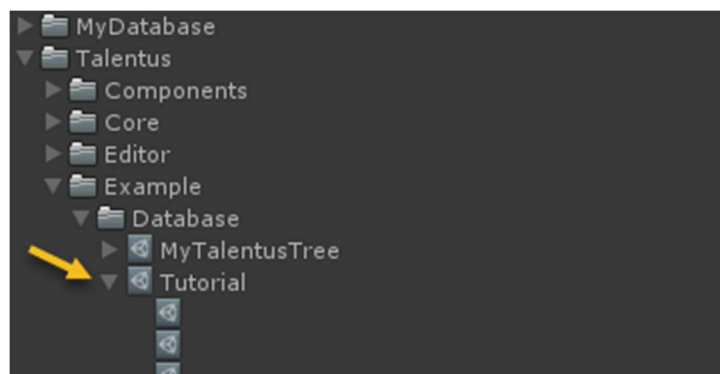 MyDatabase
Talentus
Components
Core
Editor
Example
Database
MyTalentusTree
Tutorial